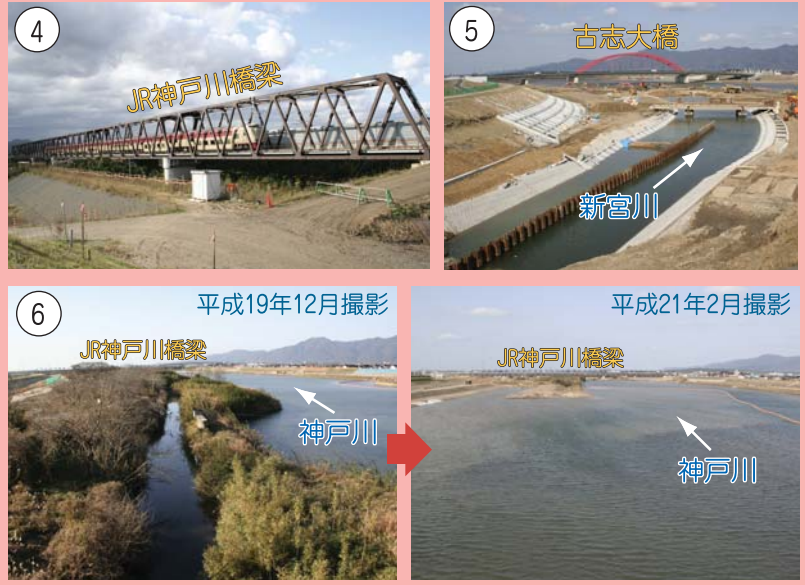 ④
JR神戸川橋梁
⑤
古志大橋
新宮川
⑥
平成19年12月撮影
JR神戸川橋梁
神戸川
平成21年2月撮影
JR神戸川橋梁
神戸川